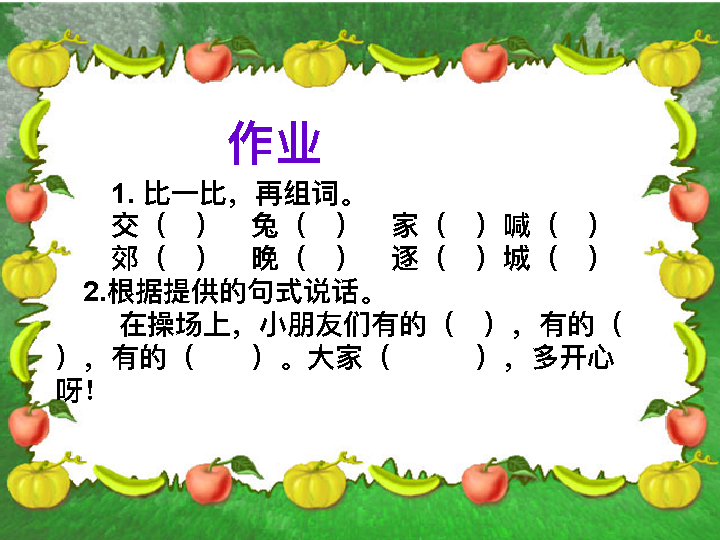 作业
1. 比一比，再组词。
交（ ） 兔（ ） 家（ ）喊（ ）
郊（ ） 晚（ ） 逐（ ）城（ ）
2.根据提供的句式说话。
在操场上，小朋友们有的（ ），有的（
），有的（ ）。大家（ ），多开心
呀！